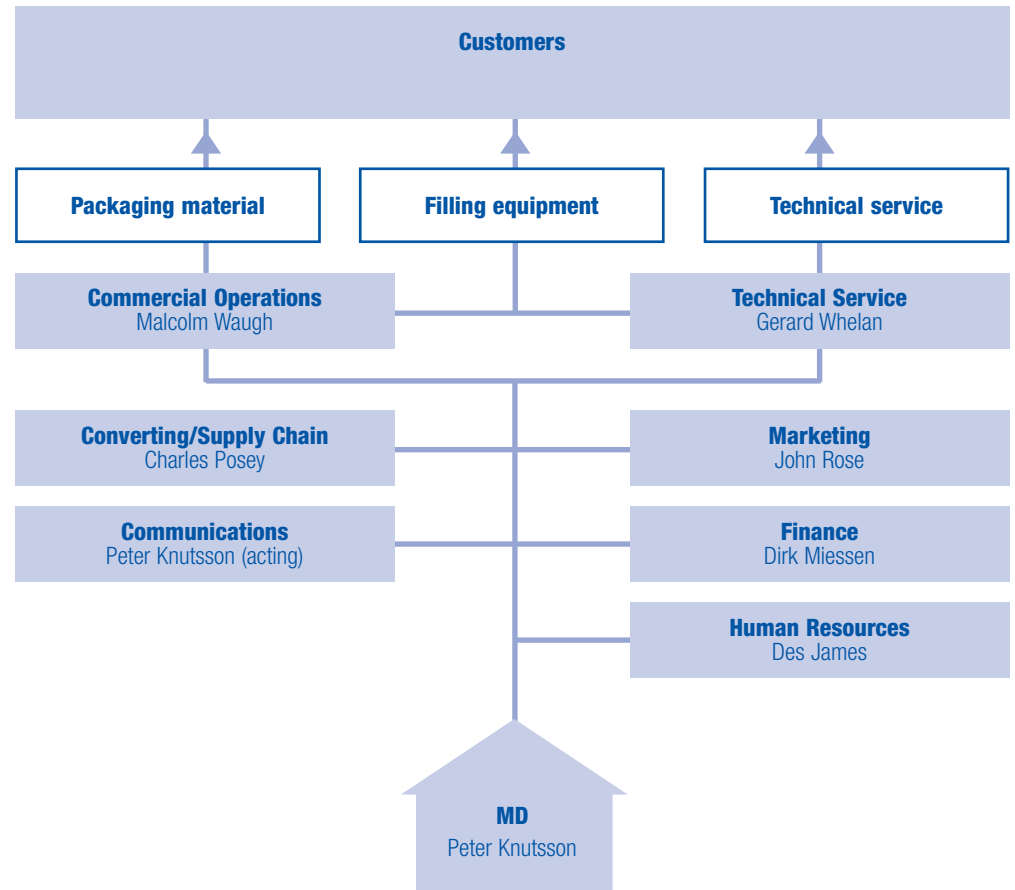 Customers
Packaging material
Filling equipment
Technical service
Commercial Operations
Malcolm Waugh
Technical Service
Gerard Whelan
Converting/Supply Chain
Charles Posey
Marketing
John Rose
Communications
Peter Knutsson (acting)
Finance
Dirk Miessen
Human Resources
Des James
MD
Peter Knutsson